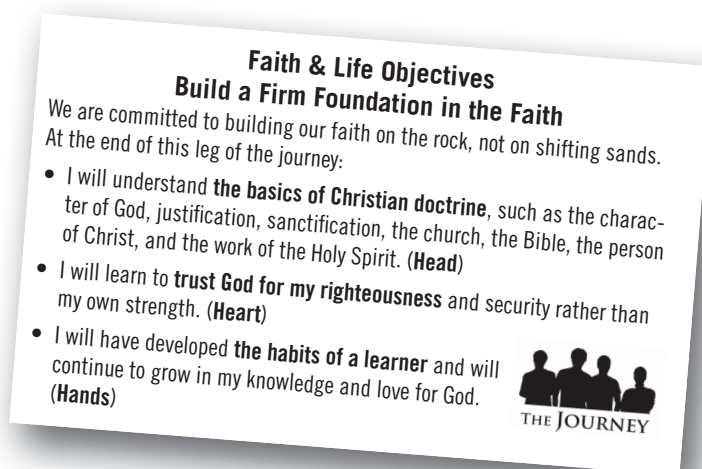 Faith & Life Objectives
Build a Firm Foundation in the Faith
We are committed to building our faith on the rock, not on shifting sands.
At the end of this leg of the journey:
• I will understand the basics of Christian doctrine, such as the charac-
ter of God, justification, sanctification, the church, the Bible, the person
of Christ, and the work of the Holy Spirit. (Head)
• I will learn to trust God for my righteousness and security rather than
my own strength. (Heart)
• I will have developed the habits of a learner and will
continue to grow in my knowledge and love for God.
(Hands)
THE JOURNEY